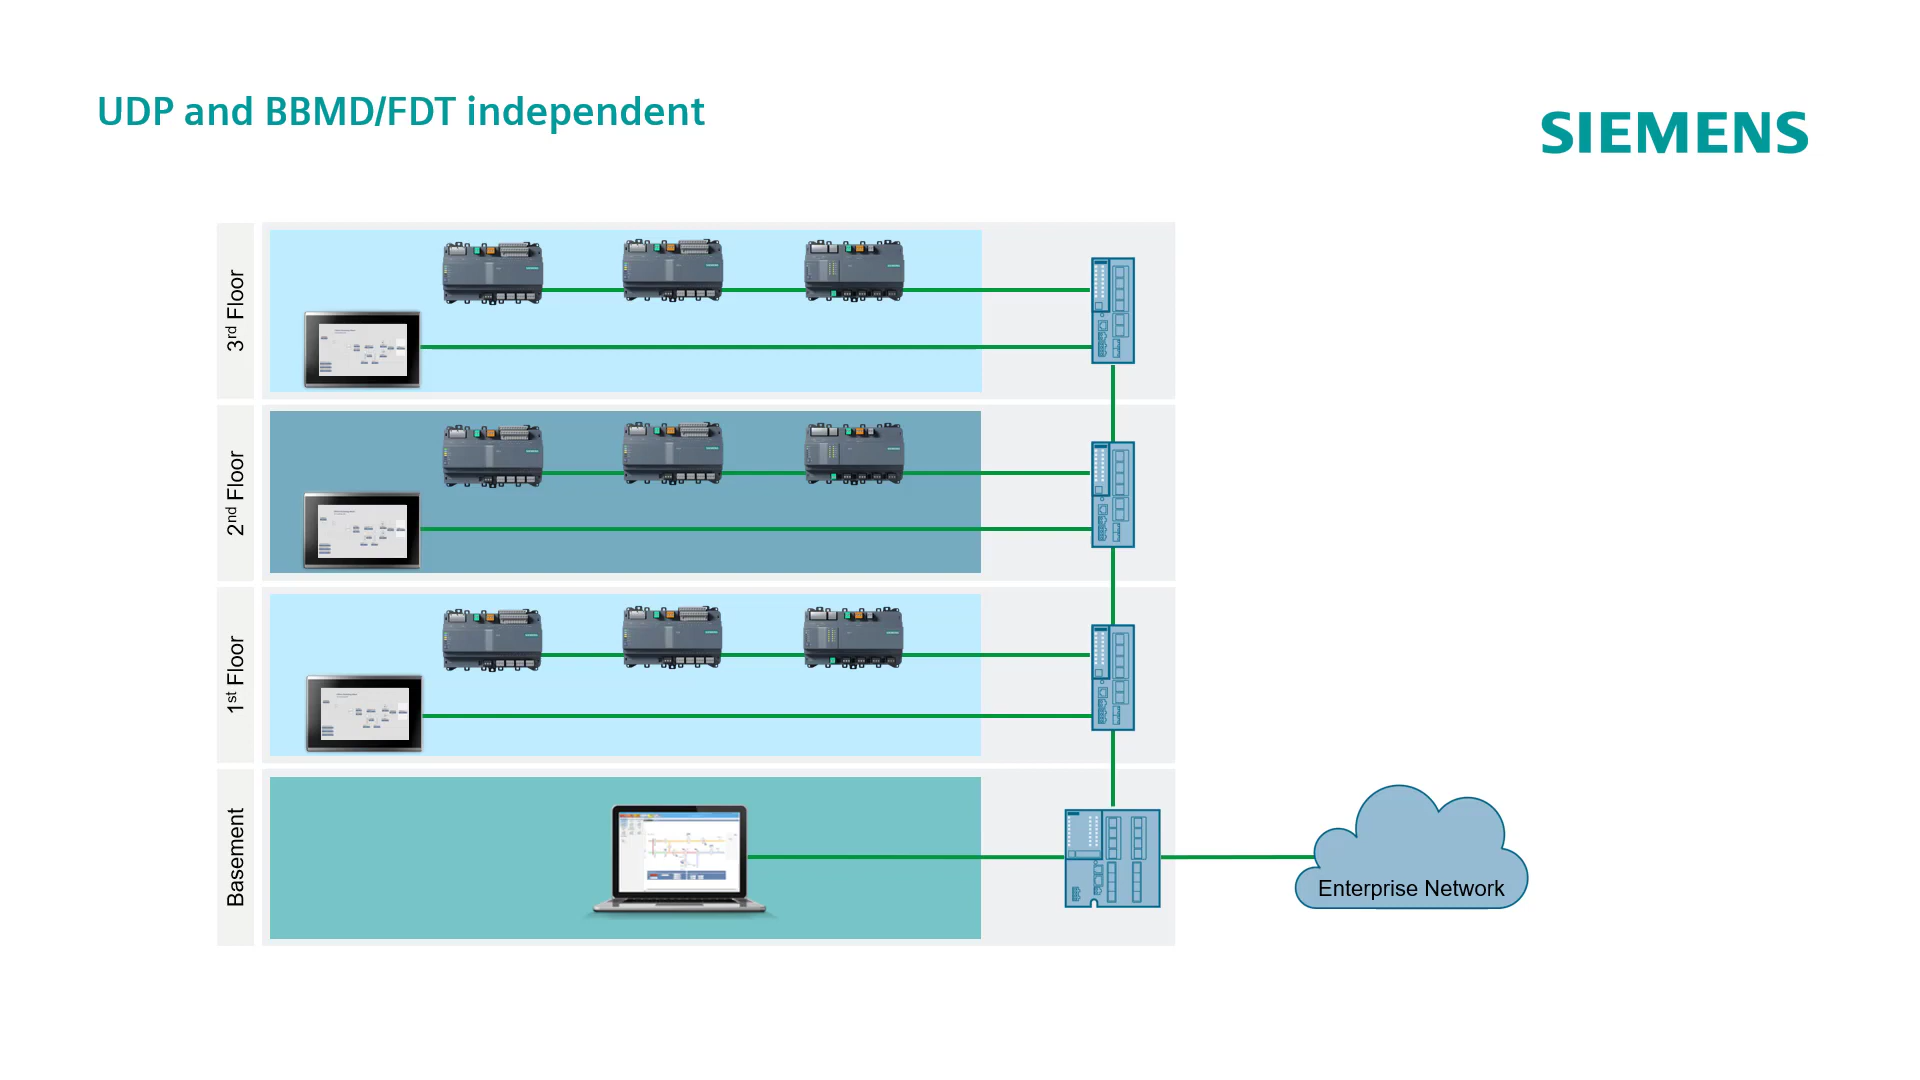 UDP and BBMD/FDT independent
SIEMENS
3rd Floor
2nd Floor
1st Floor
Basement
Enterprise Network